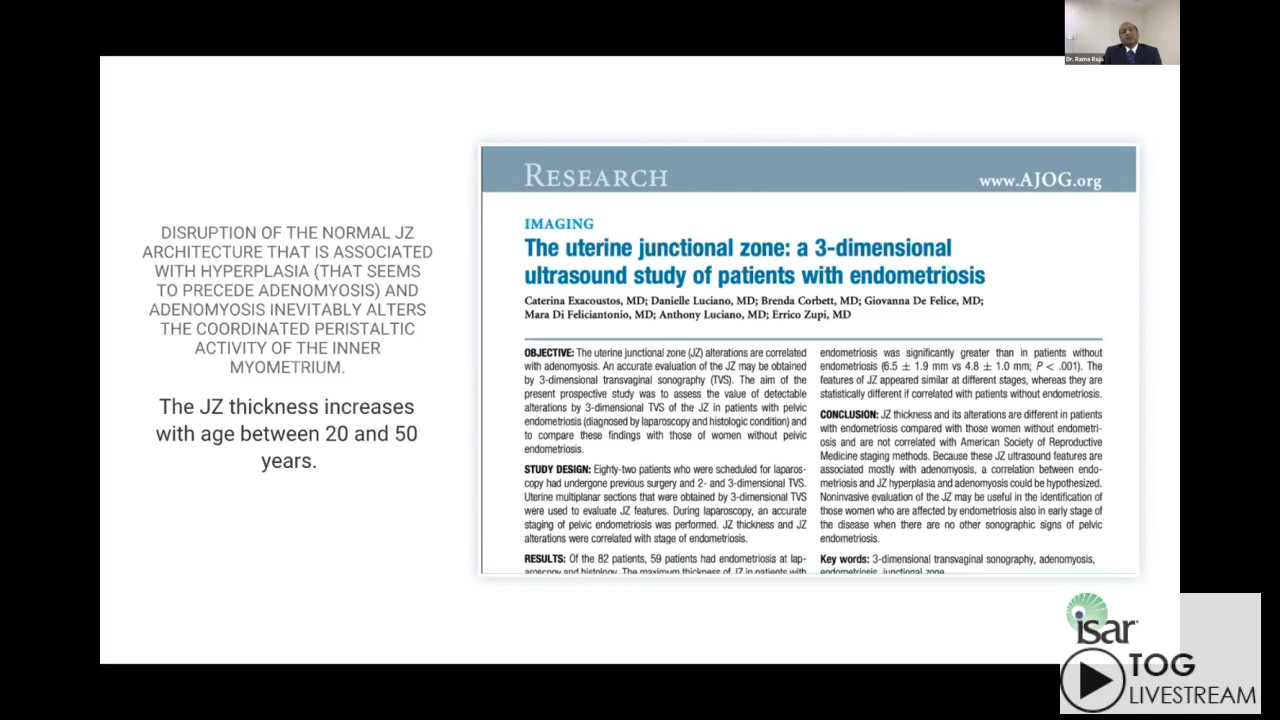 Dr. Rama Raju
DISRUPTION OF THE NORMAL JZ
ARCHITECTURE THAT IS ASSOCIATED
WITH HYPERPLASIA (THAT SEEMS
TO PRECEDE ADENOMYOSIS) AND
ADENOMYOSIS INEVITABLY ALTERS
THE COORDINATED PERISTALTIC
ACTIVITY OF THE INNER
MYOMETRIUM.
The JZ thickness increases
with age between 20 and 50
years.
RESEARCH
www.AJOG.org
IMAGING
The uterine junctional zone: a 3-dimensional
ultrasound study of patients with endometriosis
Caterina Exacoustos, MD; Danielle Luciano, MD; Brenda Corbett, MD; Giovanna De Felice, MD;
Mara Di Feliciantonio, MD; Anthony Luciano, MD; Errico Zupi, MD
OBJECTIVE: The uterine junctional zone (JZ) alterations are correlated
with adenomyosis. An accurate evaluation of the JZ may be obtained
by 3-dimensional transvaginal sonography (TVS). The aim of the
present prospective study was to assess the value of detectable
alterations by 3-dimensional TVS of the JZ in patients with pelvic
endometriosis (diagnosed by laparoscopy and histologic condition) and
to compare these findings with those of women without pelvic
endometriosis.
STUDY DESIGN: Eighty-two patients who were scheduled for laparos-
copy had undergone previous surgery and 2- and 3-dimensional TVS.
Uterine multiplanar sections that were obtained by 3-dimensional TVS
were used to evaluate JZ features. During laparoscopy, an accurate
staging of pelvic endometriosis was performed. JZ thickness and JZ
alterations were correlated with stage of endometriosis.
RESULTS: Of the 82 patients, 59 patients had endometriosis at lap-
aroscopy and histology. The maximum thickness of JZ in patients with
endometriosis was significantly greater than in patients without
endometriosis (6.5 ± 1.9 mm vs 4.8 ± 1.0 mm; P < .001). The
features of JZ appeared similar at different stages, whereas they are
statistically different if correlated with patients without endometriosis.
CONCLUSION: JZ thickness and its alterations are different in patients
with endometriosis compared with those women without endometri-
osis and are not correlated with American Society of Reproductive
Medicine staging methods. Because these JZ ultrasound features are
associated mostly with adenomyosis, a correlation between endo-
metriosis and JZ hyperplasia and adenomyosis could be hypothesized.
Noninvasive evaluation of the JZ may be useful in the identification of
those women who are affected by endometriosis also in early stage of
the disease when there are no other sonographic signs of pelvic
endometriosis.
Key words: 3-dimensional transvaginal sonography, adenomyosis,
endometriosis, junctional zone
isar
TOG
LIVESTREAM